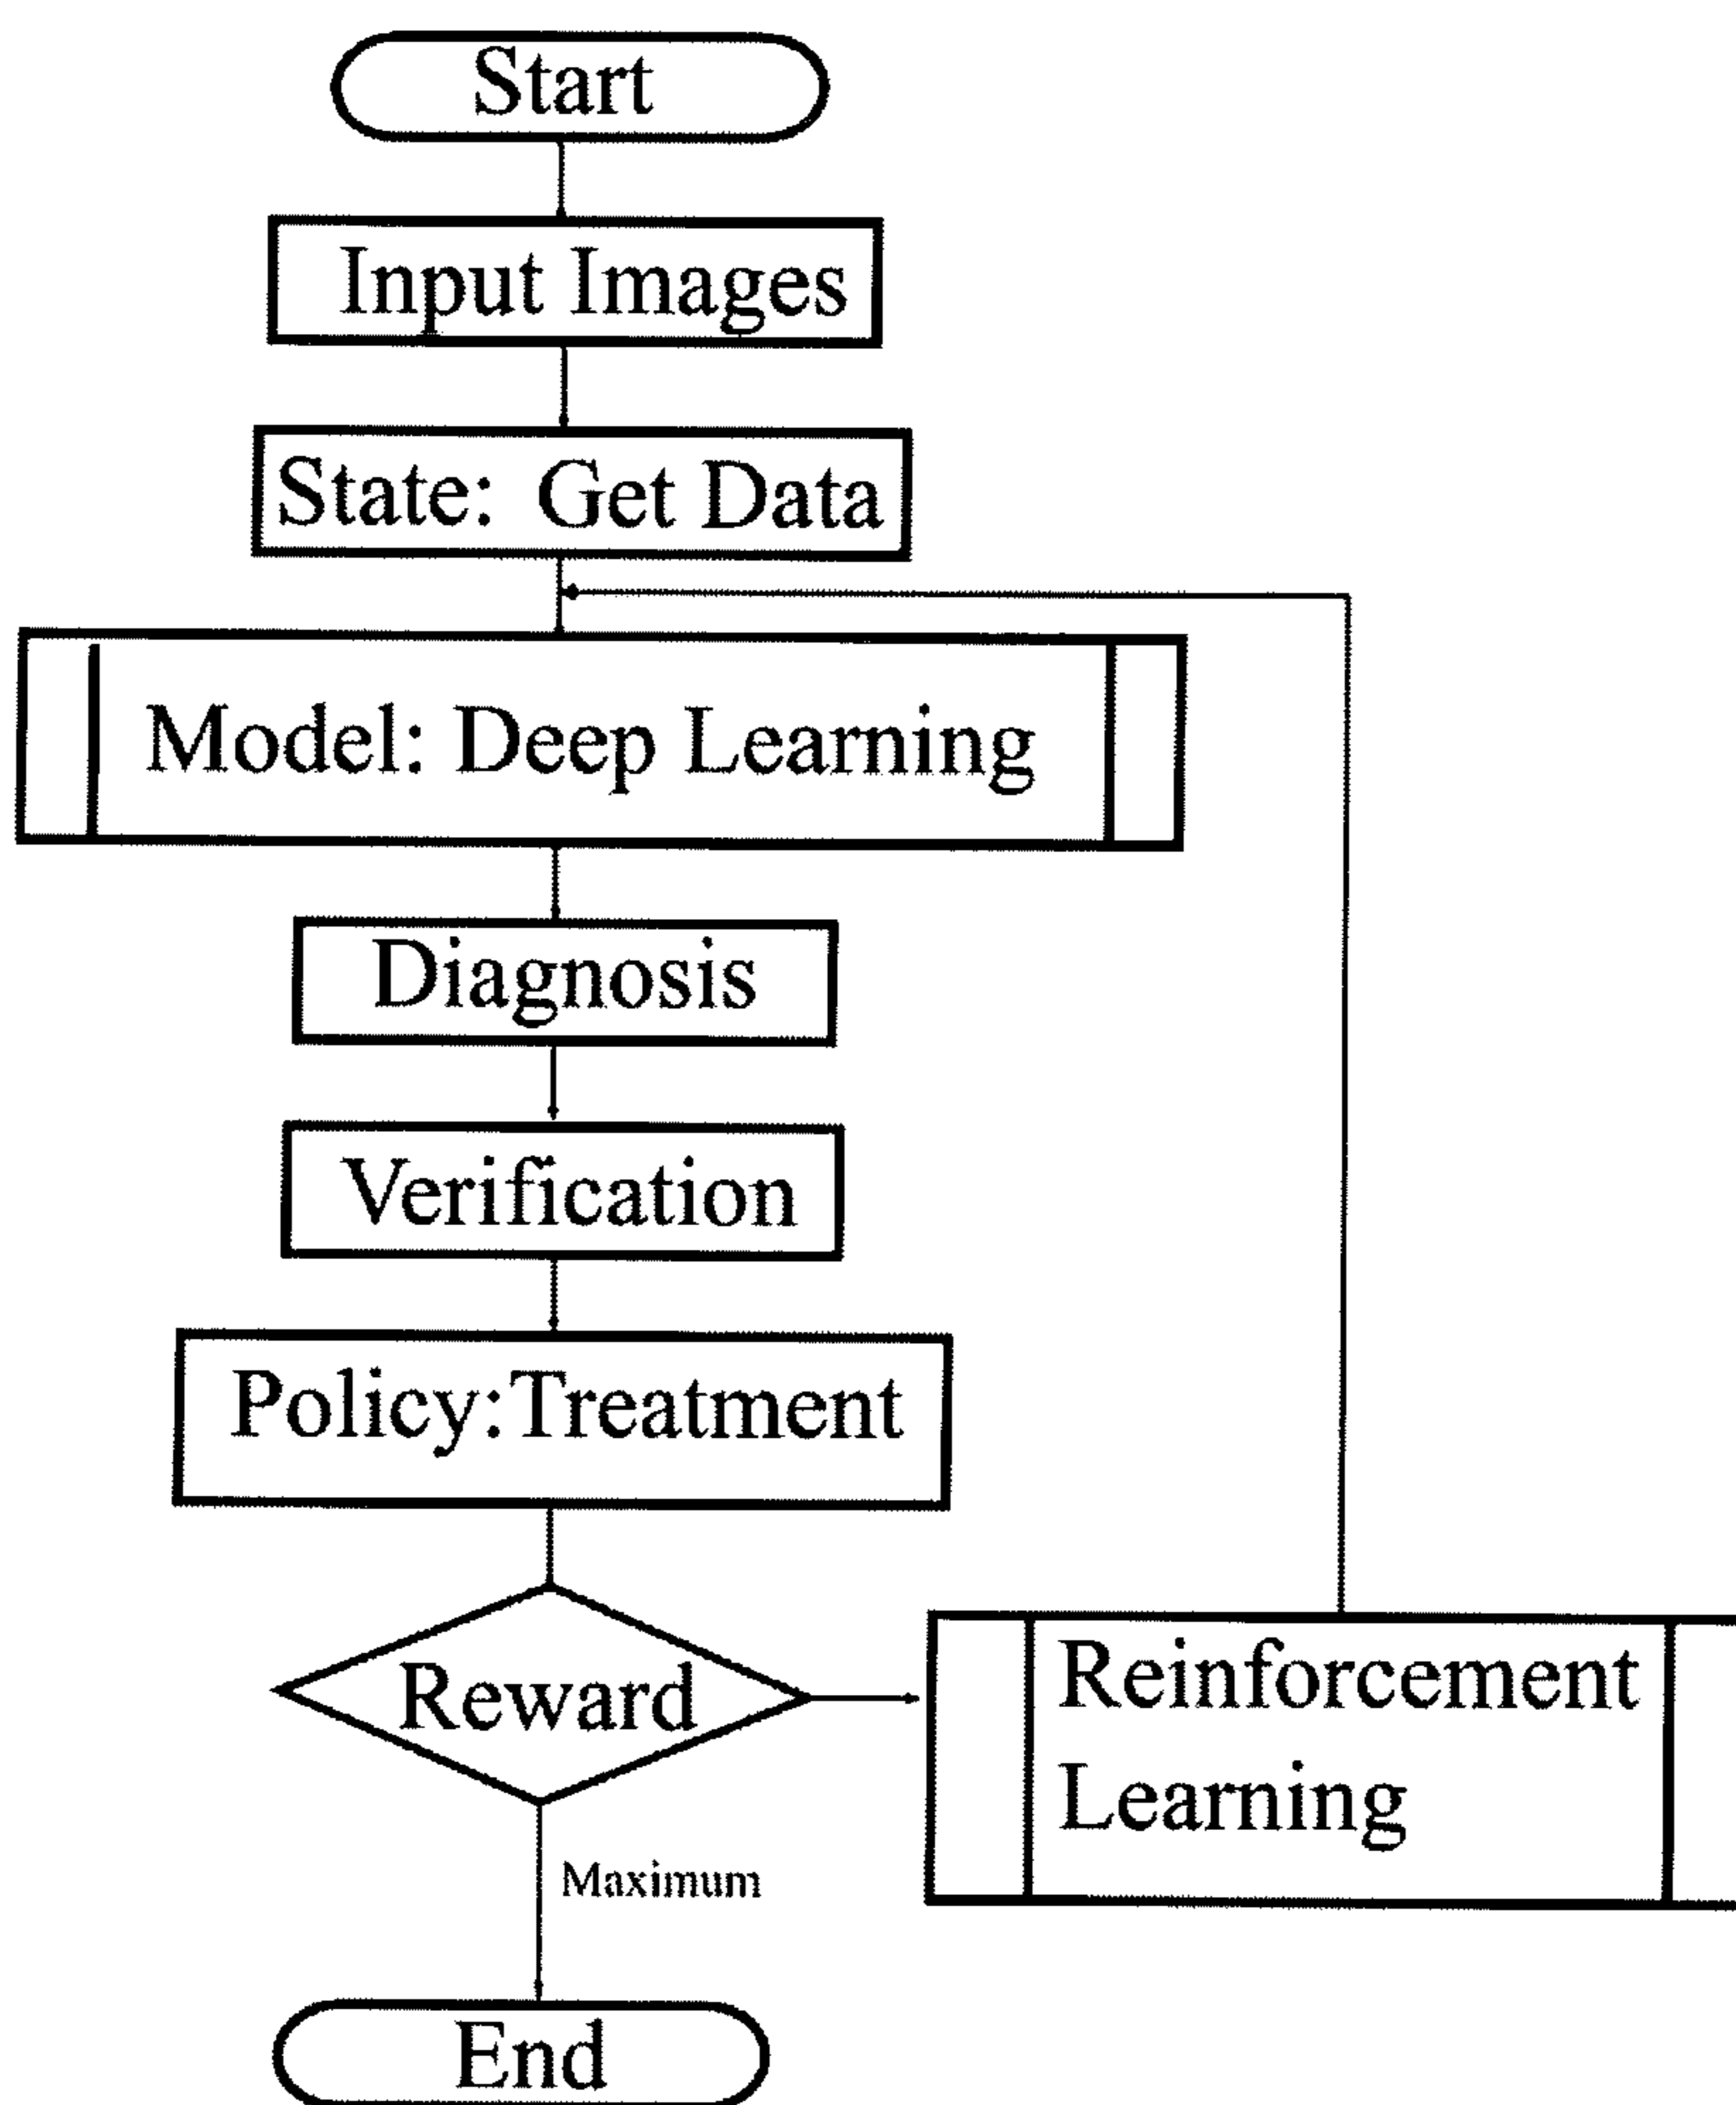 Start
Input Images
State: Get Data
Model: Deep Learning
Diagnosis
Verification
Policy:Treatment
Reward
Reinforcement
Learning
Maximum
End